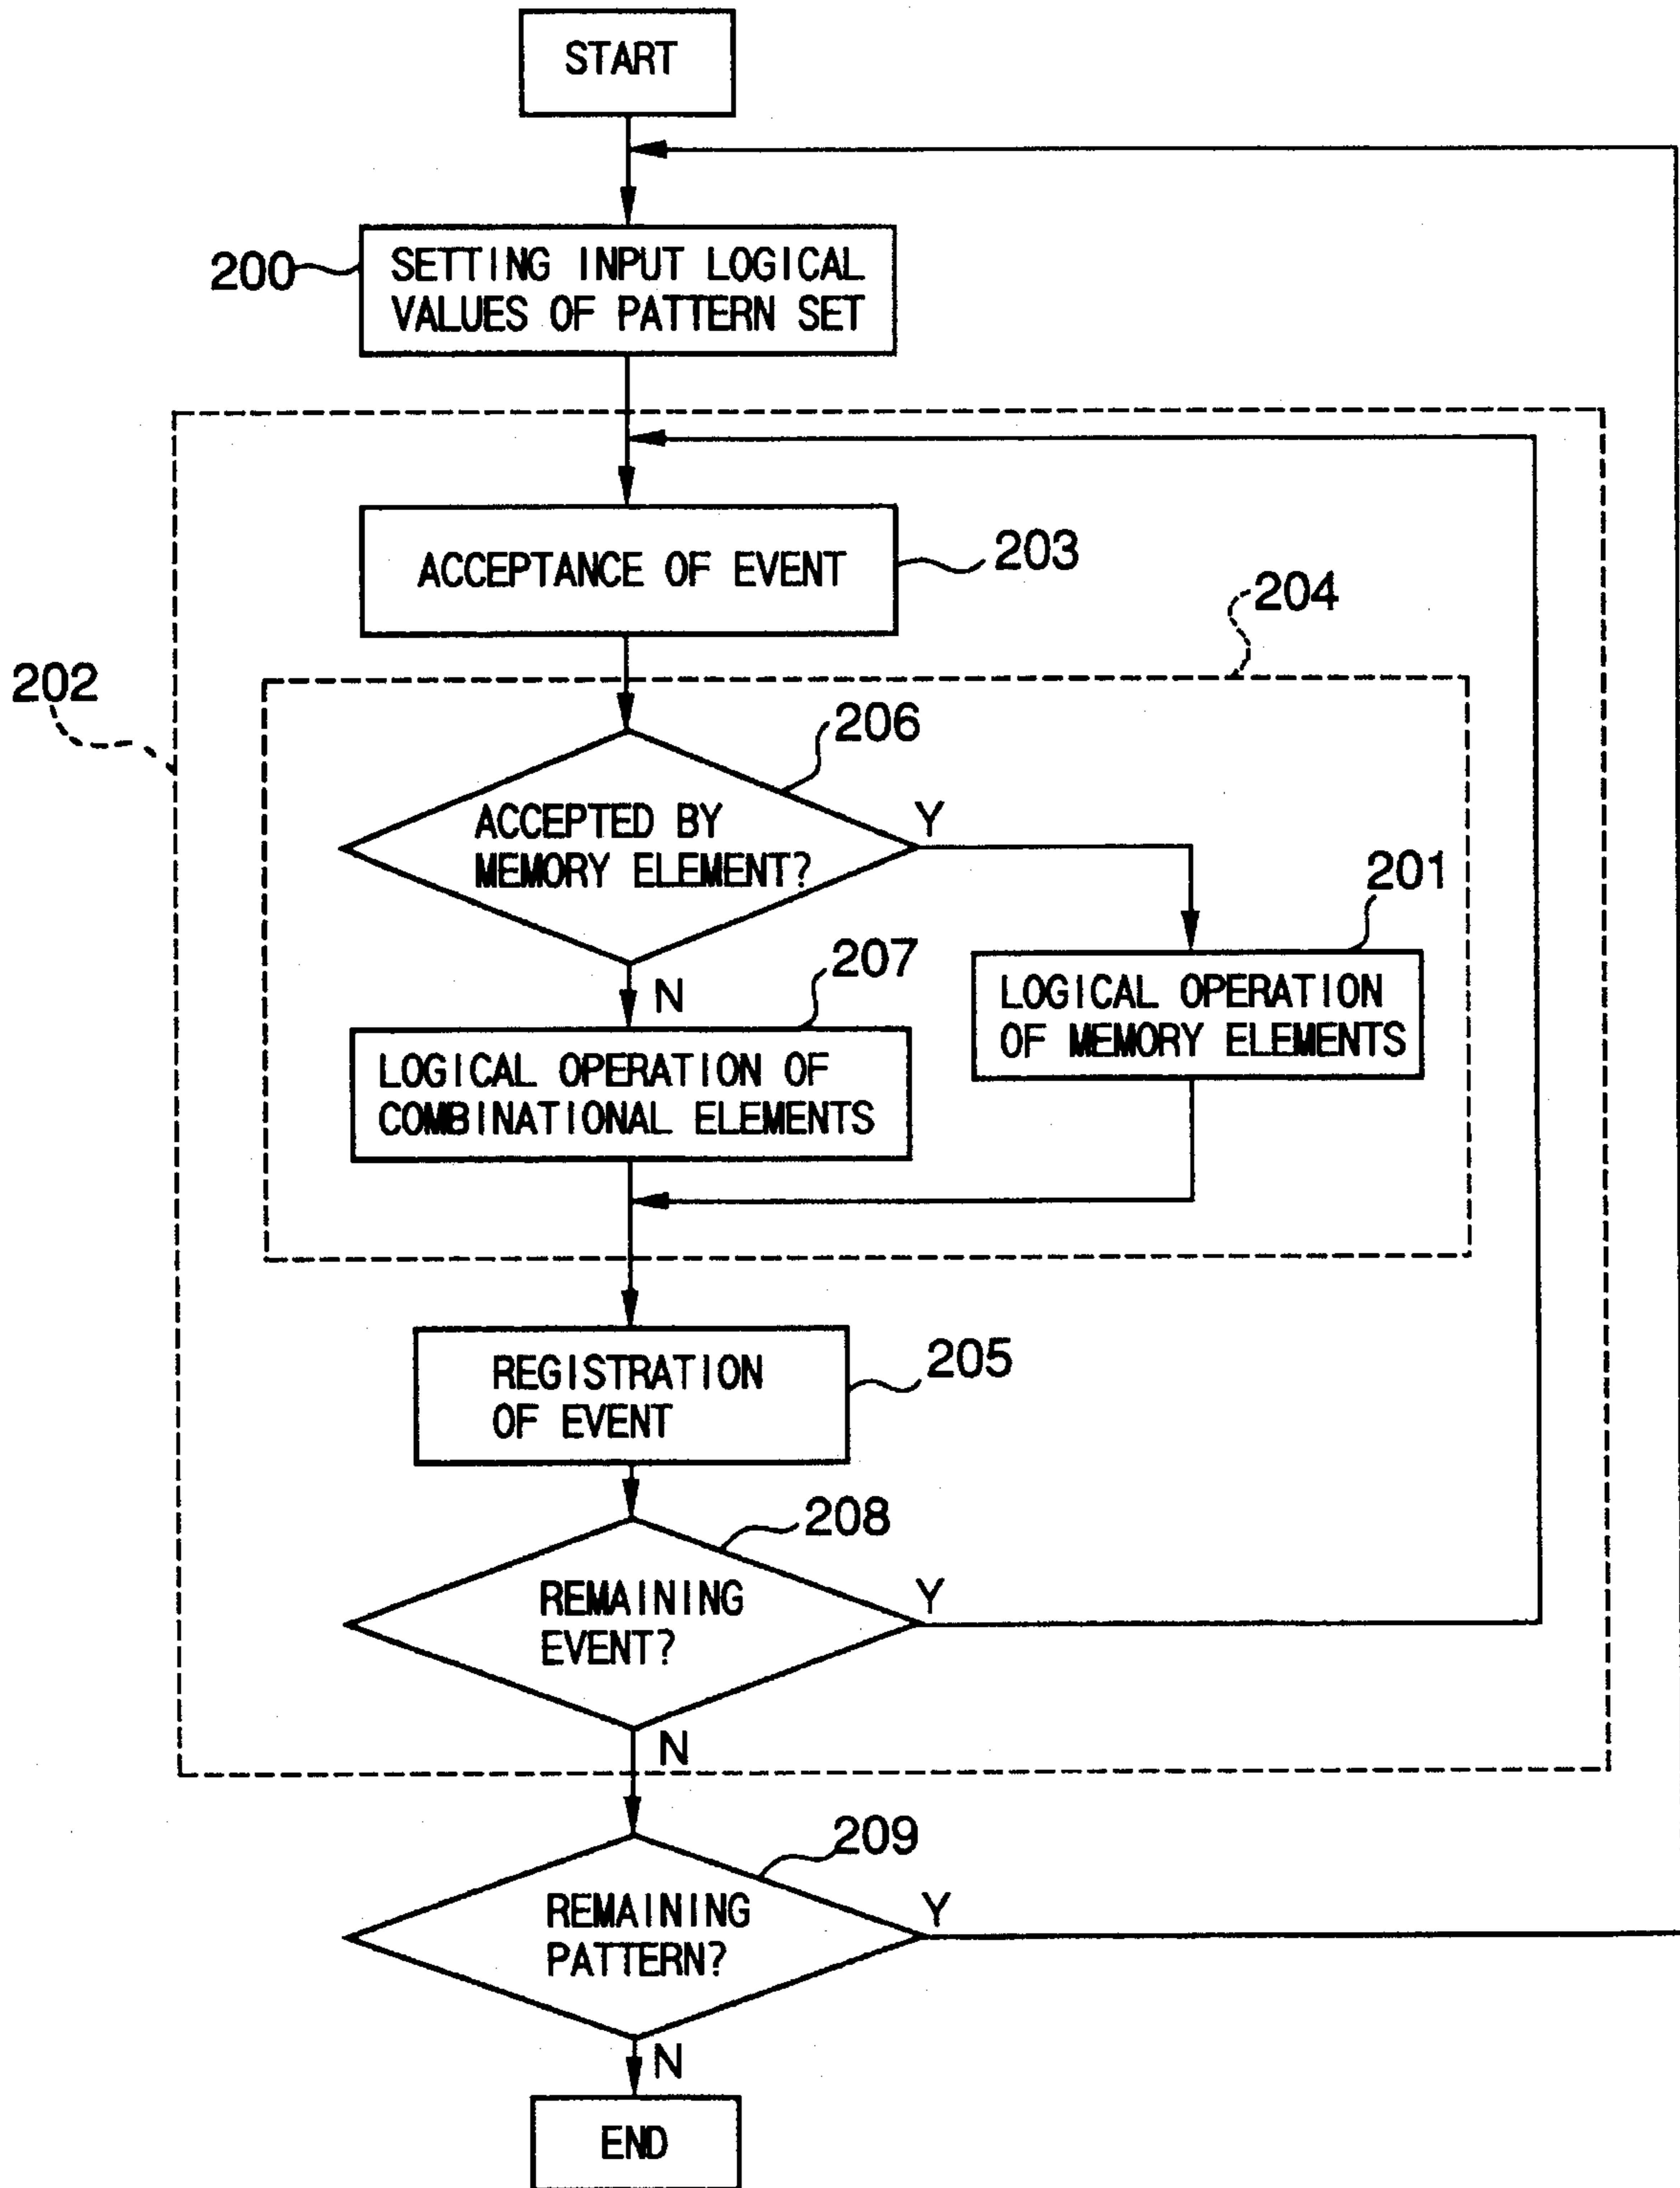 START
200
SETTING INPUT LOGICAL
VALUES OF PATTERN SET
ACCEPTANCE OF EVENT
203
204
202
206
ACCEPTED BY
MEMORY ELEMENT?
Y
201
207
N
LOGICAL OPERATION
OF MEMORY ELEMENTS
LOGICAL OPERATION OF
COMBINATIONAL ELEMENTS
REGISTRATION
OF EVENT
205
208
REMAINING
EVENT?
Y
N
209
REMAINING
PATTERN?
Y
N
END